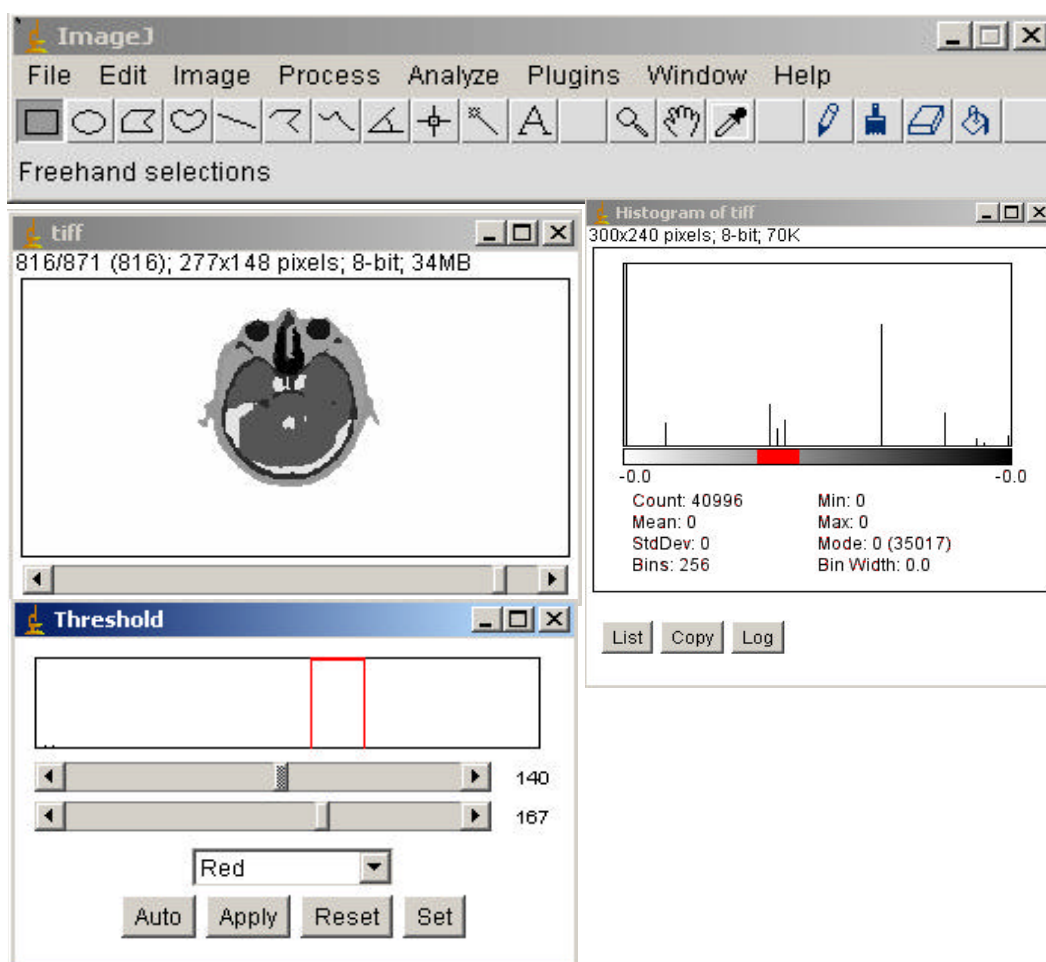 ImageJ
File Edit Image Process Analyze Plugins Window Help
A
Freehand selections
tiff
816/871 (816); 277x148 pixels; 8-bit; 34MB
Histogram of tiff
300x240 pixels; 8-bit; 70K
-0.0 -0.0
Count: 40996 Min: 0
Mean: 0 Max: 0
StdDev: 0 Mode: 0 (35017)
Bins: 256 Bin Width: 0.0
List Copy Log
Threshold
140
167
Red
Auto Apply Reset Set